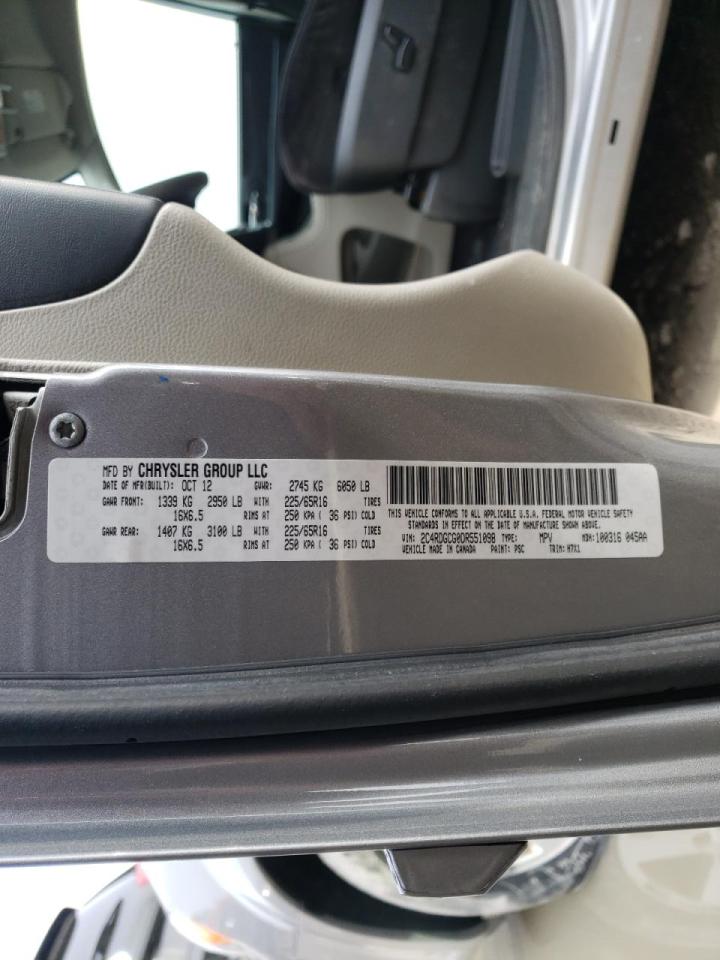 MFD BY CHRYSLER GROUP LLC
DATE OF MFR(BUILT): OCT 12 GVWR: 2745 KG 6050 LB
GAWR FRONT: 1339 KG 2950 LB WITH 225/65R16 TIRES
16X6.5 RIMS AT 250 KPA ( 36 PSI) COLD
GAWR REAR: 1407 KG 3100 LB WITH 225/65R16 TIRES
16X6.5 RIMS AT 250 KPA ( 36 PSI) COLD
THIS VEHICLE CONFORMS TO ALL APPLICABLE U.S.A. FEDERAL MOTOR VEHICLE SAFETY
STANDARDS IN EFFECT ON THE DATE OF MANUFACTURE SHOWN ABOVE.
VIN: 2C4RDGCG0DR551098 TYPE: MPV MDH: 100316 045AA
VEHICLE MADE IN CANADA PAINT: PSC TRIM: H7X1